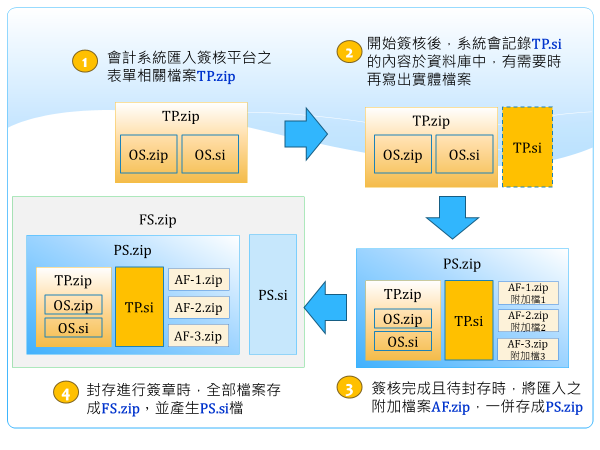 1
會計系統匯入簽核平台之
表單相關檔案TP.zip
TP.zip
OS.zip
OS.si
2
開始簽核後，系統會記錄TP.si
的內容於資料庫中，有需要時
再寫出實體檔案
TP.zip
OS.zip
OS.si
TP.si
PS.zip
TP.zip
OS.zip
OS.si
TP.si
AF-1.zip
附加檔1
AF-2.zip
附加檔2
AF-3.zip
附加檔3
3
簽核完成且待封存時，將匯入之
附加檔案AF.zip，一併存成PS.zip
FS.zip
PS.zip
TP.zip
OS.zip
OS.si
TP.si
AF-1.zip
AF-2.zip
AF-3.zip
PS.si
4
封存進行簽章時，全部檔案存
成FS.zip，並產生PS.si檔